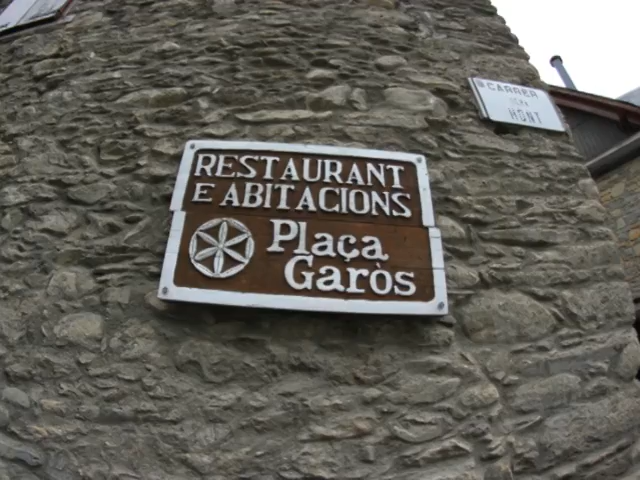 RESTAURANT
E ABITACIONS
Plaça
Garòs
CARRER
HONT